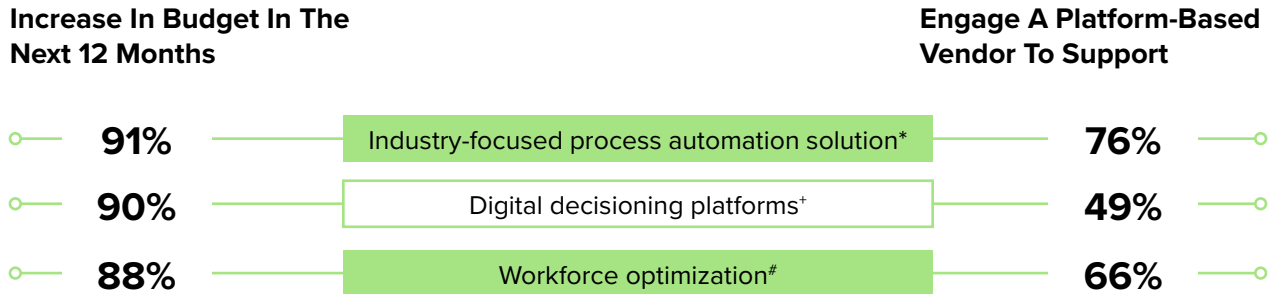 Increase In Budget In The
Next 12 Months
Engage A Platform-Based
Vendor To Support
91% Industry-focused process automation solution* 76%
90% Digital decisioning platforms+ 49%
88% Workforce optimization# 66%